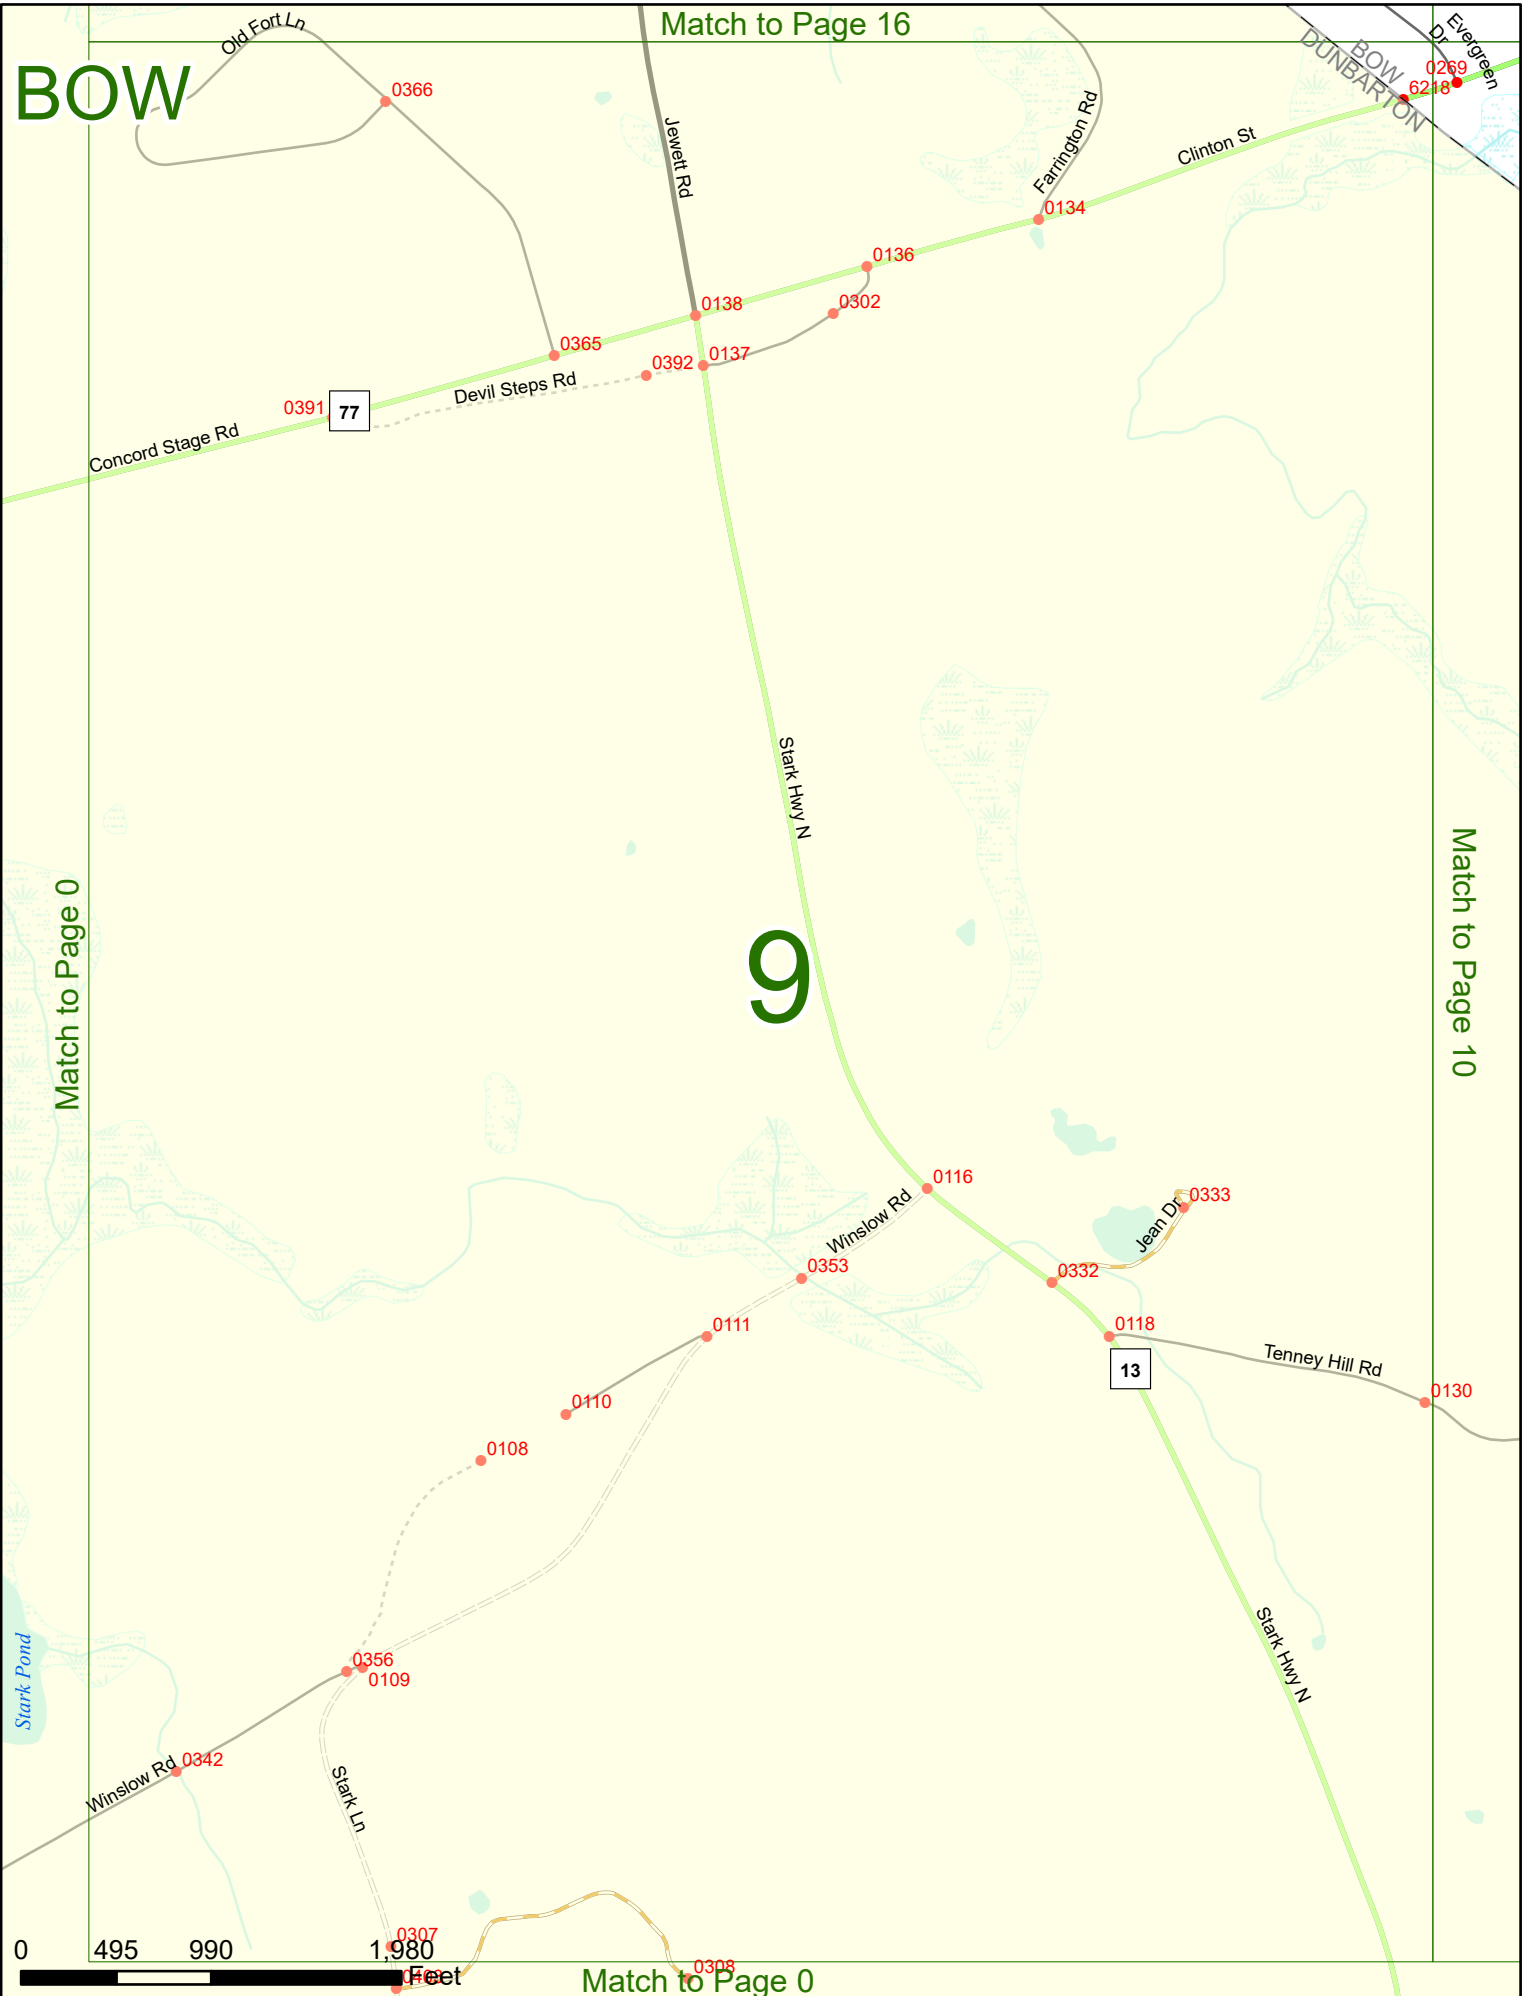 Match to Page 16
BOW
Old Fort Ln
0366
Jewett Rd
Farrington Rd
Clinton St
BOW
DUNBARTON
Evergreen Dr
0269
6218
0134
0136
0302
0138
0137
0365
0392
Devil Steps Rd
0391
77
Concord Stage Rd
Stark Hwy N
9
Match to Page 0
Match to Page 10
0116
Winslow Rd
0353
0333
Jean Dr
0332
0111
0118
13
Tenney Hill Rd
0130
0110
0108
Stark Hwy N
Stark Pond
0356
0109
0342
Winslow Rd
Stark Ln
0307
0308
0 495 990 1,980
Feet
Match to Page 0